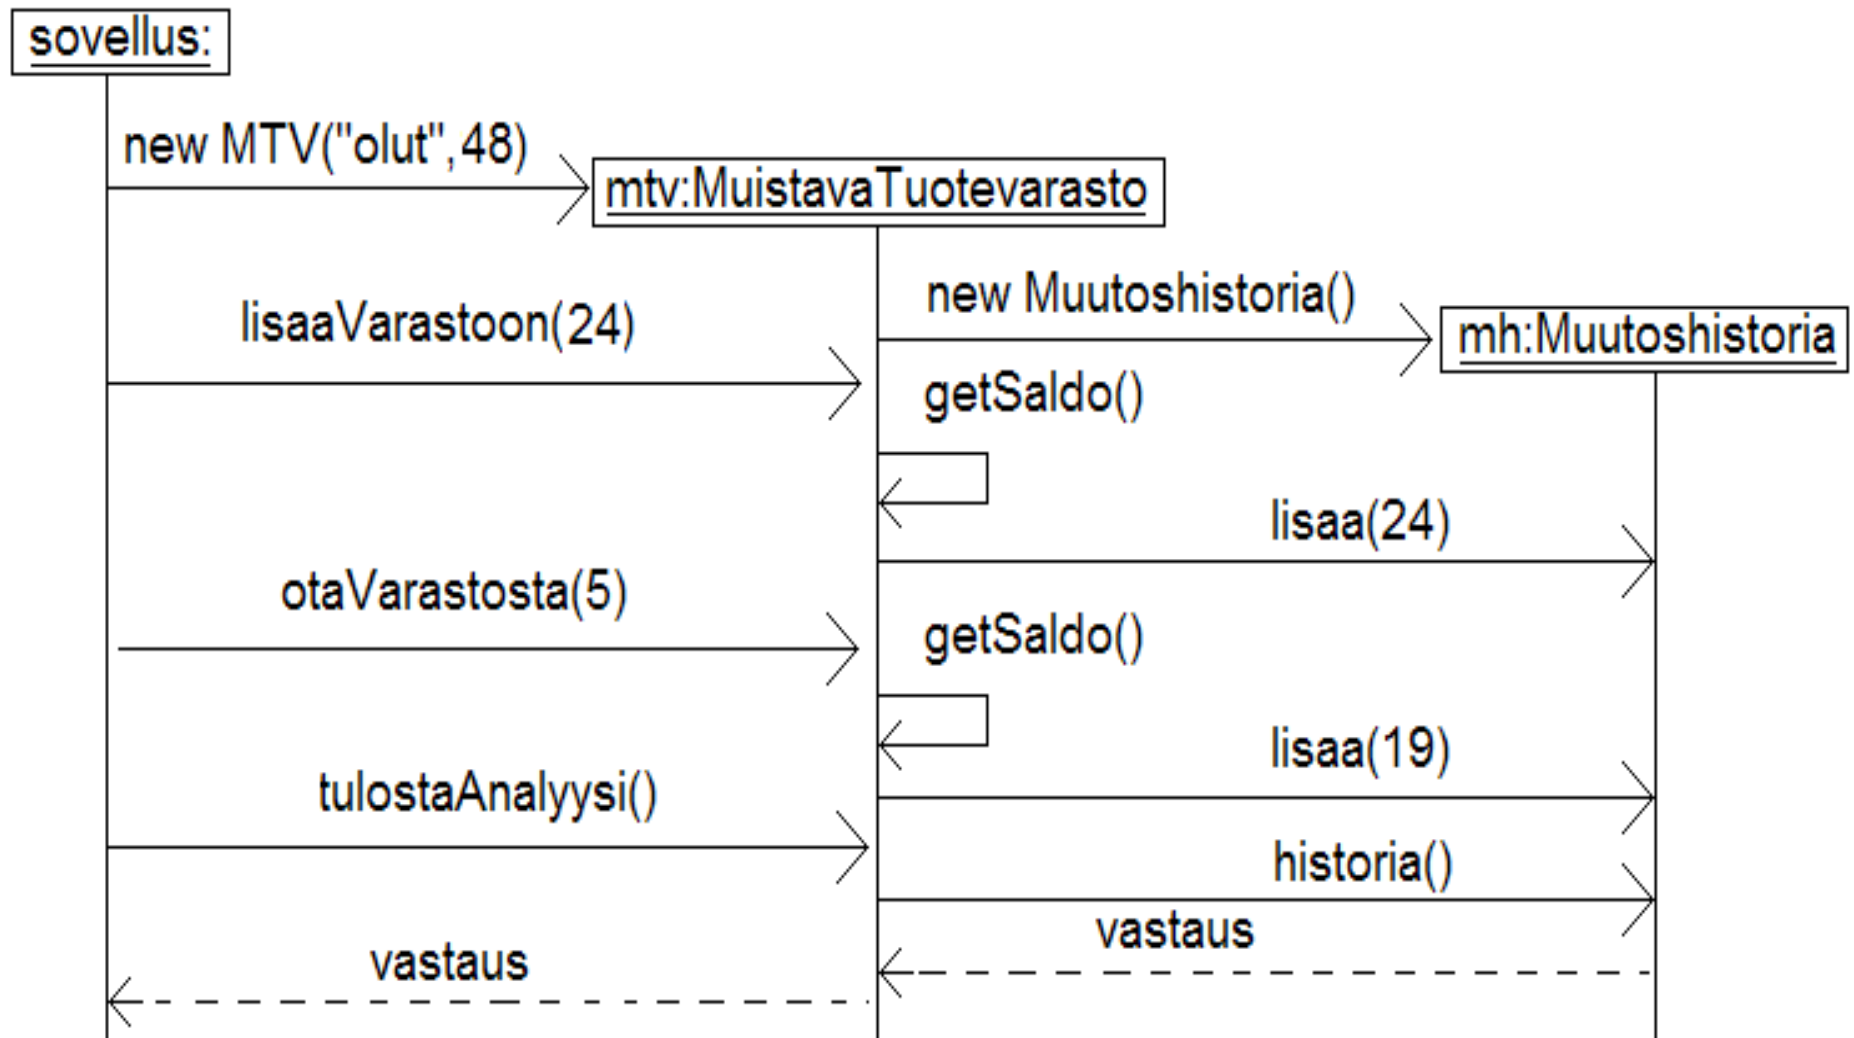 sovellus:
new MTV("olut",48)
mtv:MuistavaTuotevarasto
new Muutoshistoria()
lisaaVarastoon(24)
mh:Muutoshistoria
getSaldo()
lisaa(24)
otaVarastosta(5)
getSaldo()
lisaa(19)
tulostaAnalyysi()
historia()
vastaus
vastaus